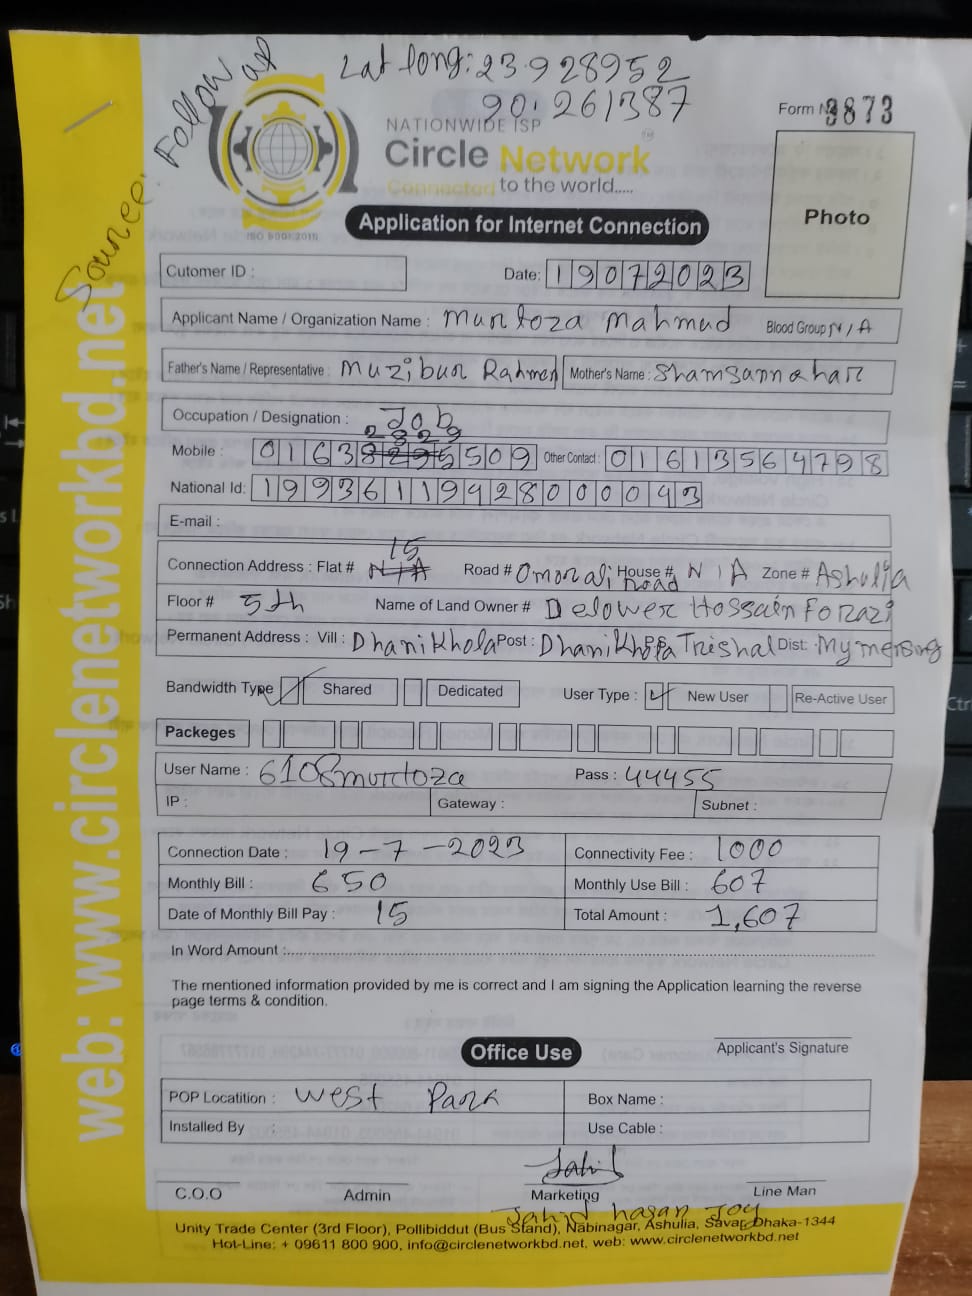 Lat long: 23.928952
90.261387
Source: Follow up
Form No 3873
NATIONWIDE ISP
Circle Network
Connected to the world.....
ISO 9001:2015
Photo
Application for Internet Connection
Cutomer ID :
Date: 19072023
Applicant Name / Organization Name : Murtoza Mahmud Blood Group N/A
Father's Name / Representative : Muzibur Rahman Mother's Name : Shamsannahar
Occupation / Designation : Job
Mobile : 01638 509 Other Contact : 01613564798
National Id: 19936119428000043
E-mail :
Connection Address : Flat # 15 Road # Omorali Road House # N/A Zone # Ashulia
Floor # 5th Name of Land Owner # Delower Hossain Forazi
Permanent Address : Vill : Dhanikhola Post : Dhanikhola Trishal Dist: Mymensing
Bandwidth Type Shared Dedicated User Type : New User Re-Active User
Packeges
User Name : 6108murtoza Pass : 44455
IP : Gateway : Subnet :
Connection Date : 19-7-2023 Connectivity Fee : 1000
Monthly Bill : 650 Monthly Use Bill : 607
Date of Monthly Bill Pay : 15 Total Amount : 1,607
In Word Amount :
The mentioned information provided by me is correct and I am signing the Application learning the reverse
page terms & condition.
Applicant's Signature
Office Use
POP Locatition : West Park Box Name :
Installed By : Use Cable :
Jahid
C.O.O Admin Marketing Line Man
Jahid hasan Joy
Unity Trade Center (3rd Floor), Pollibiddut (Bus Stand), Nabinagar, Ashulia, Savar, Dhaka-1344
Hot-Line: + 09611 800 900, info@circlenetworkbd.net, web: www.circlenetworkbd.net
web: www.circlenetworkbd.net